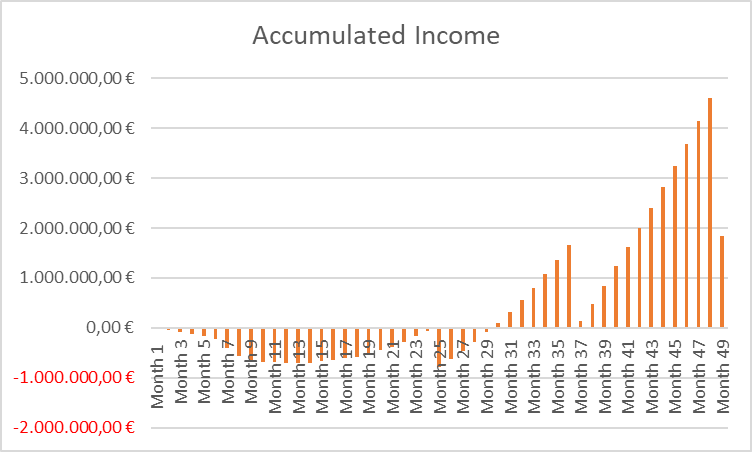 Accumulated Income
5.000.000,00 €
4.000.000,00 €
3.000.000,00 €
2.000.000,00 €
1.000.000,00 €
0,00 €
-1.000.000,00 €
-2.000.000,00 €
Month 1
Month 3
Month 5
Month 7
Month 9
Month 11
Month 13
Month 15
Month 17
Month 19
Month 21
Month 23
Month 25
Month 27
Month 29
Month 31
Month 33
Month 35
Month 37
Month 39
Month 41
Month 43
Month 45
Month 47
Month 49